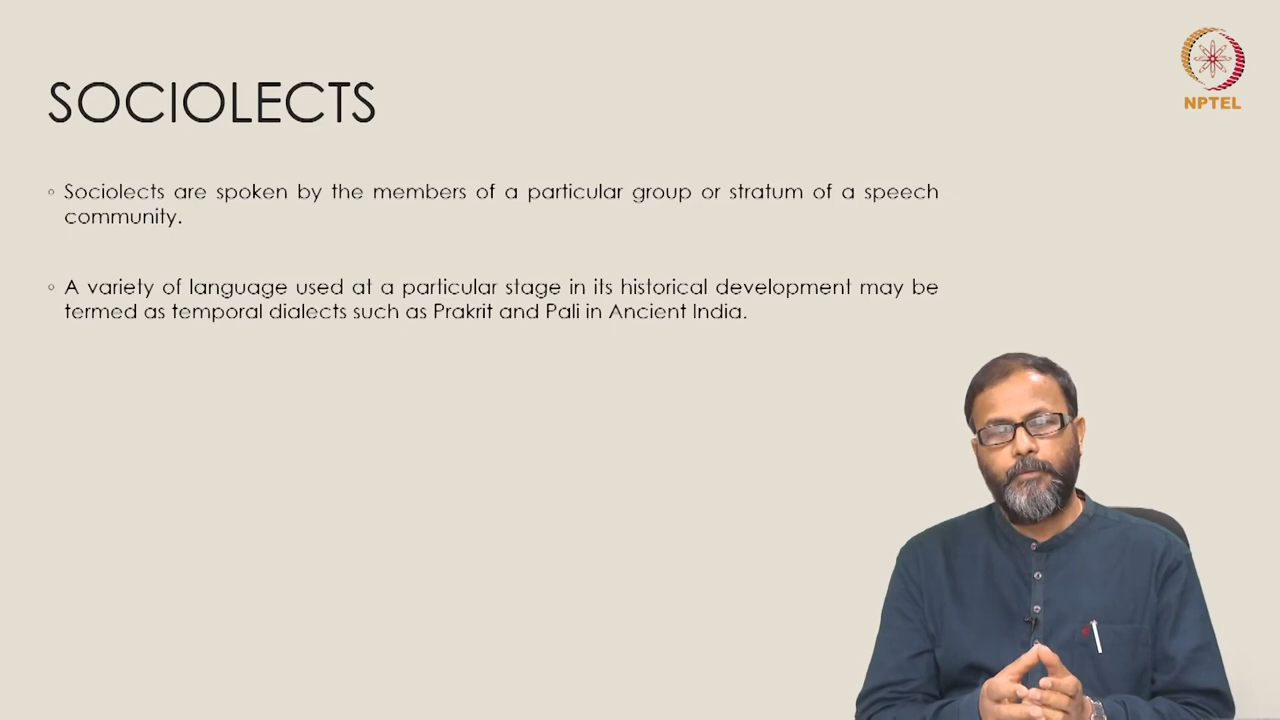 NPTEL
SOCIOLECTS
◦ Sociolects are spoken by the members of a particular group or stratum of a speech
community.
◦ A variety of language used at a particular stage in its historical development may be
termed as temporal dialects such as Prakrit and Pali in Ancient India.